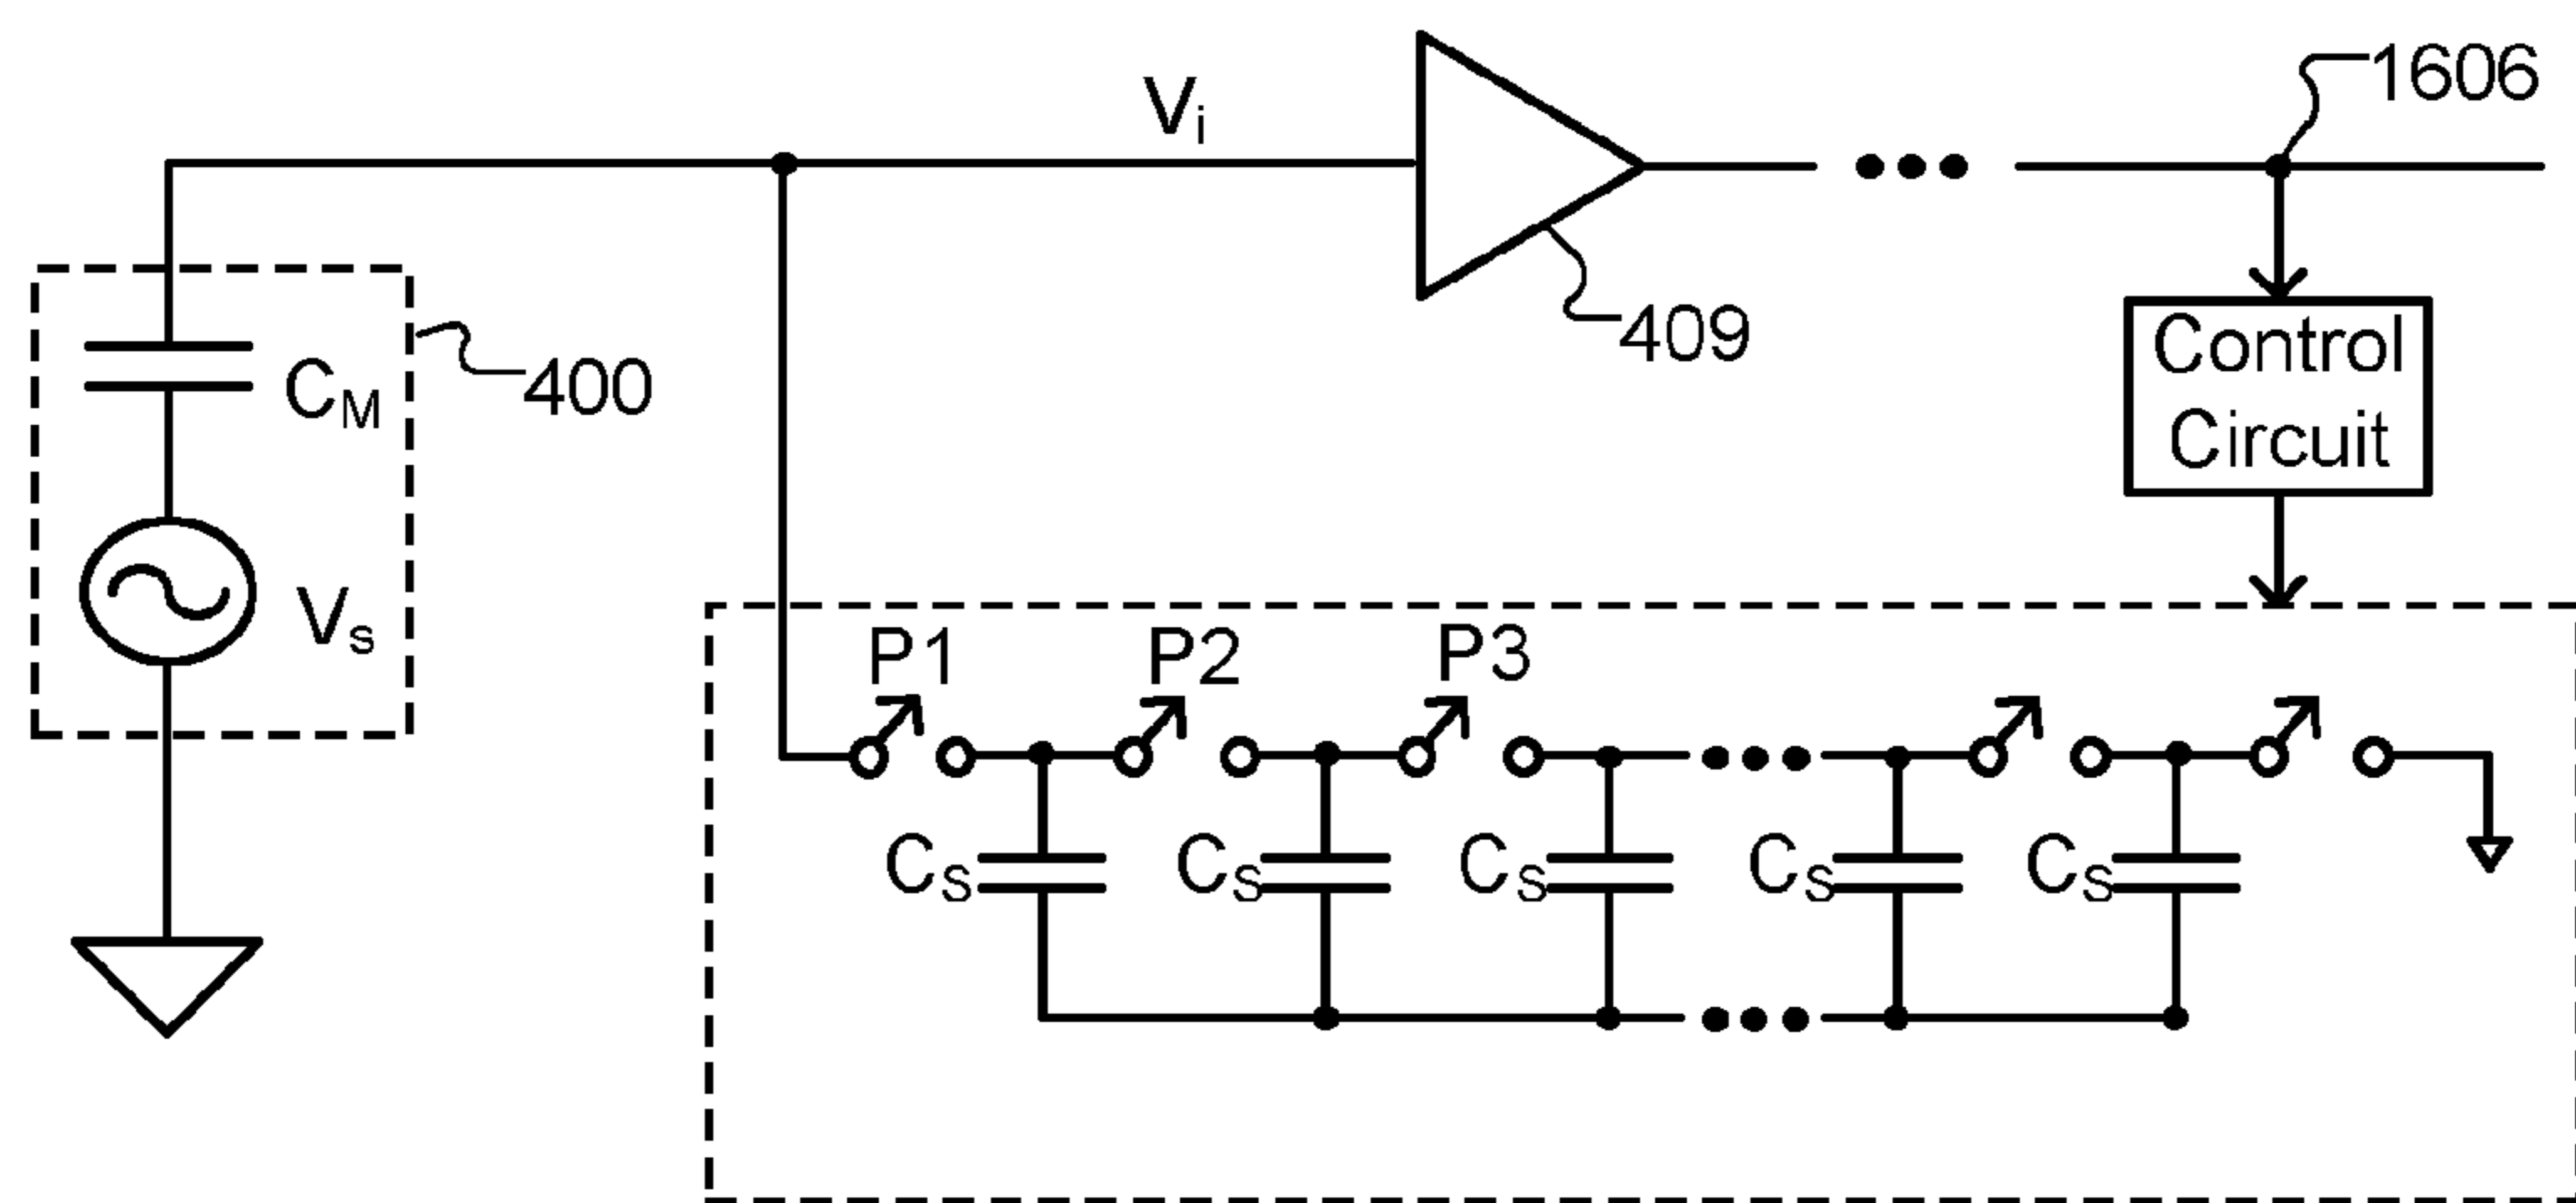 1606
Vi
409
Control
Circuit
CM
400
Vs
P1 P2 P3
CS CS CS CS CS